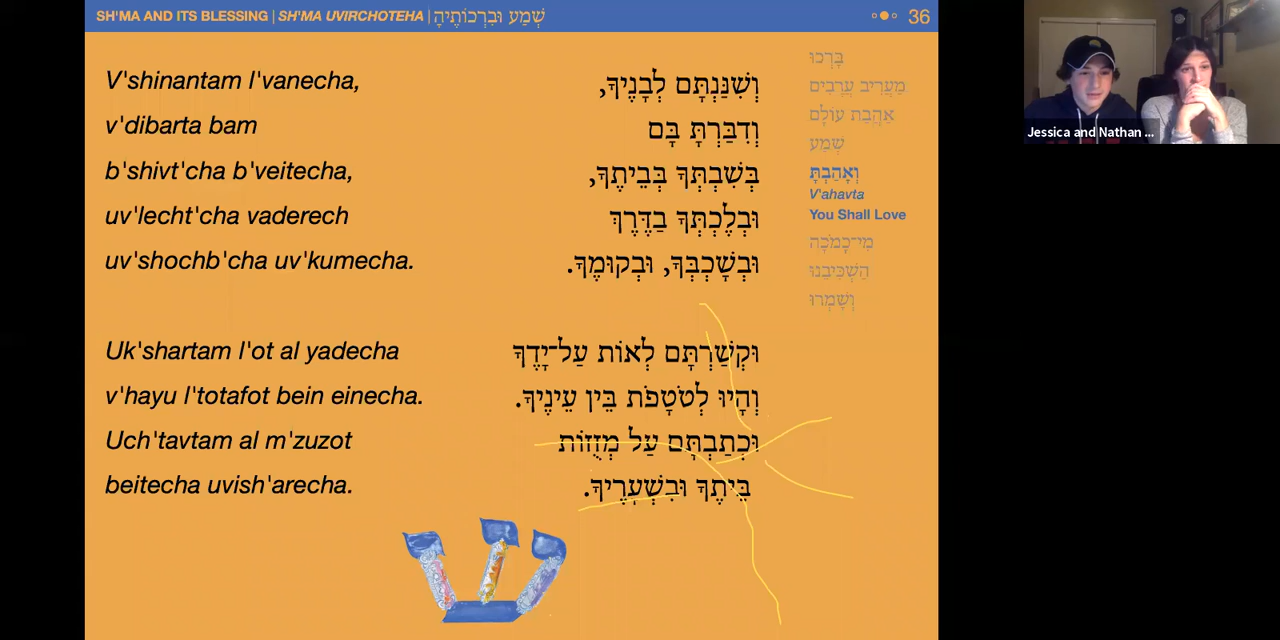 SH'MA AND ITS BLESSING | SH'MA UVIRCHOTEHA | שְׁמַע וּבִרְכוֹתֶיהָ 36
V'shinantam l'vanecha,
v'dibarta bam
b'shivt'cha b'veitecha,
uv'lecht'cha vaderech
uv'shochb'cha uv'kumecha.
Uk'shartam l'ot al yadecha
v'hayu l'totafot bein einecha.
Uch'tavtam al m'zuzot
beitecha uvish'arecha.
וְשִׁנַּנְתָּם לְבָנֶיךָ,
וְדִבַּרְתָּ בָּם
בְּשִׁבְתְּךָ בְּבֵיתֶךָ,
וּבְלֶכְתְּךָ בַדֶּרֶךְ
וּבְשָׁכְבְּךָ, וּבְקוּמֶךָ.
וּקְשַׁרְתָּם לְאוֹת עַל־יָדֶךָ
וְהָיוּ לְטֹטָפֹת בֵּין עֵינֶיךָ.
וּכְתַבְתָּם עַל מְזֻזוֹת
בֵּיתֶךָ וּבִשְׁעָרֶיךָ.
ש
בָּרְכוּ
מַעֲרִיב עֲרָבִים
אַהֲבַת עוֹלָם
שְׁמַע
וְאָהַבְתָּ
V'ahavta
You Shall Love
מִי־כָמֹכָה
הַשְׁכִּיבֵנוּ
וְשָׁמְרוּ
Jessica and Nathan ...